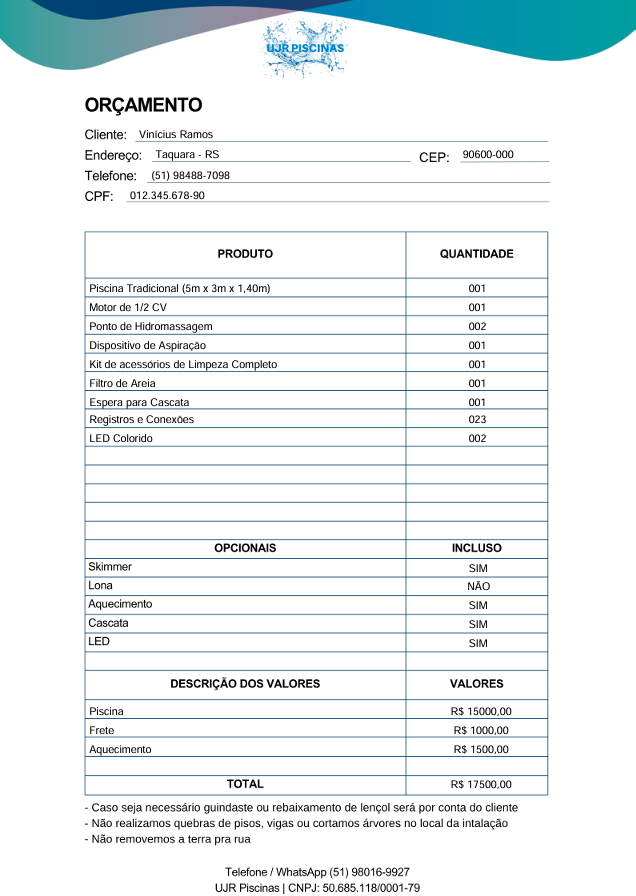 UJR PISCINAS
ORÇAMENTO
Cliente: Vinícius Ramos
Endereço: Taquara - RS CEP: 90600-000
Telefone: (51) 98488-7098
CPF: 012.345.678-90
PRODUTO QUANTIDADE
Piscina Tradicional (5m x 3m x 1,40m) 001
Motor de 1/2 CV 001
Ponto de Hidromassagem 002
Dispositivo de Aspiração 001
Kit de acessórios de Limpeza Completo 001
Filtro de Areia 001
Espera para Cascata 001
Registros e Conexões 023
LED Colorido 002
OPCIONAIS INCLUSO
Skimmer SIM
Lona NÃO
Aquecimento SIM
Cascata SIM
LED SIM
DESCRIÇÃO DOS VALORES VALORES
Piscina R$ 15000,00
Frete R$ 1000,00
Aquecimento R$ 1500,00
TOTAL R$ 17500,00
- Caso seja necessário guindaste ou rebaixamento de lençol será por conta do cliente
- Não realizamos quebras de pisos, vigas ou cortamos árvores no local da intalação
- Não removemos a terra pra rua
Telefone / WhatsApp (51) 98016-9927
UJR Piscinas | CNPJ: 50.685.118/0001-79